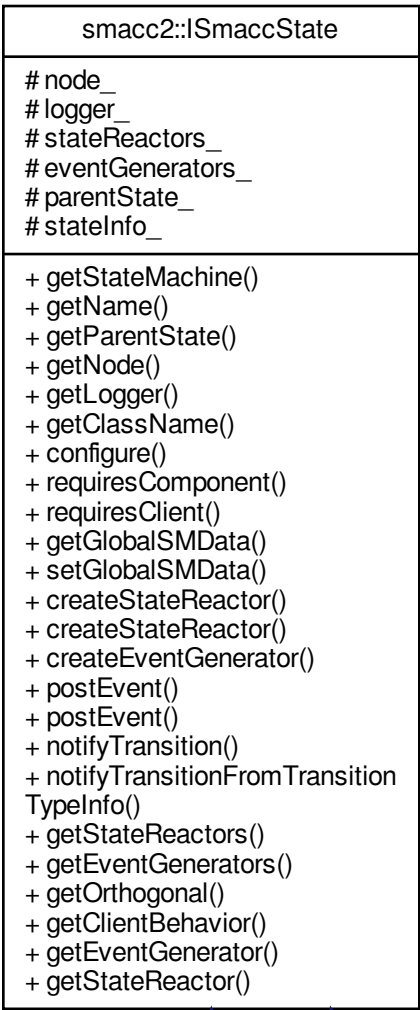 smacc2::ISmaccState
# node_
# logger_
# stateReactors_
# eventGenerators_
# parentState_
# stateInfo_
+ getStateMachine()
+ getName()
+ getParentState()
+ getNode()
+ getLogger()
+ getClassName()
+ configure()
+ requiresComponent()
+ requiresClient()
+ getGlobalSMData()
+ setGlobalSMData()
+ createStateReactor()
+ createStateReactor()
+ createEventGenerator()
+ postEvent()
+ postEvent()
+ notifyTransition()
+ notifyTransitionFromTransition
TypeInfo()
+ getStateReactors()
+ getEventGenerators()
+ getOrthogonal()
+ getClientBehavior()
+ getEventGenerator()
+ getStateReactor()